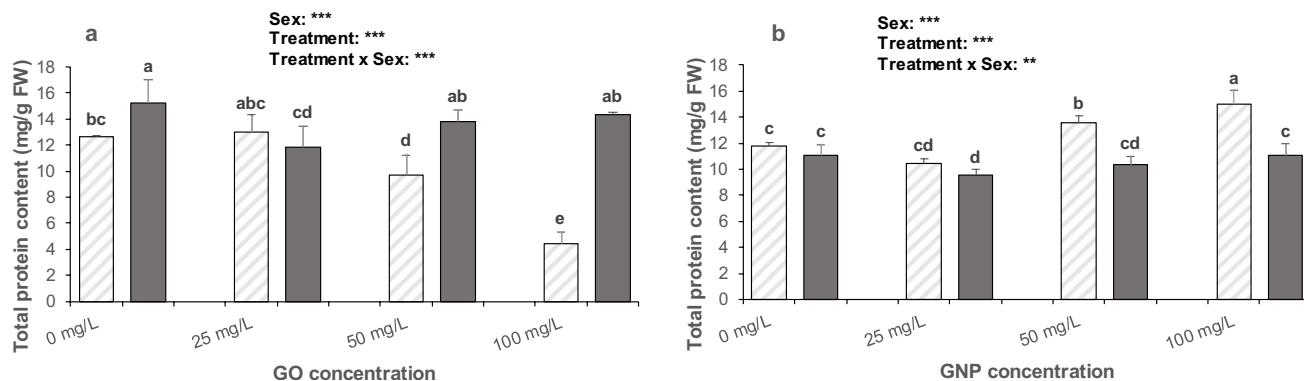 a
Sex: ***
Treatment: ***
Treatment x Sex: ***
Total protein content (mg/g FW)
18
16
14
12
10
8
6
4
2
0
bc
a
abc
cd
d
ab
e
ab
0 mg/L
25 mg/L
50 mg/L
100 mg/L
GO concentration
b
Sex: ***
Treatment: ***
Treatment x Sex: **
Total protein content (mg/g FW)
18
16
14
12
10
8
6
4
2
0
c
c
cd
d
b
cd
a
c
0 mg/L
25 mg/L
50 mg/L
100 mg/L
GNP concentration